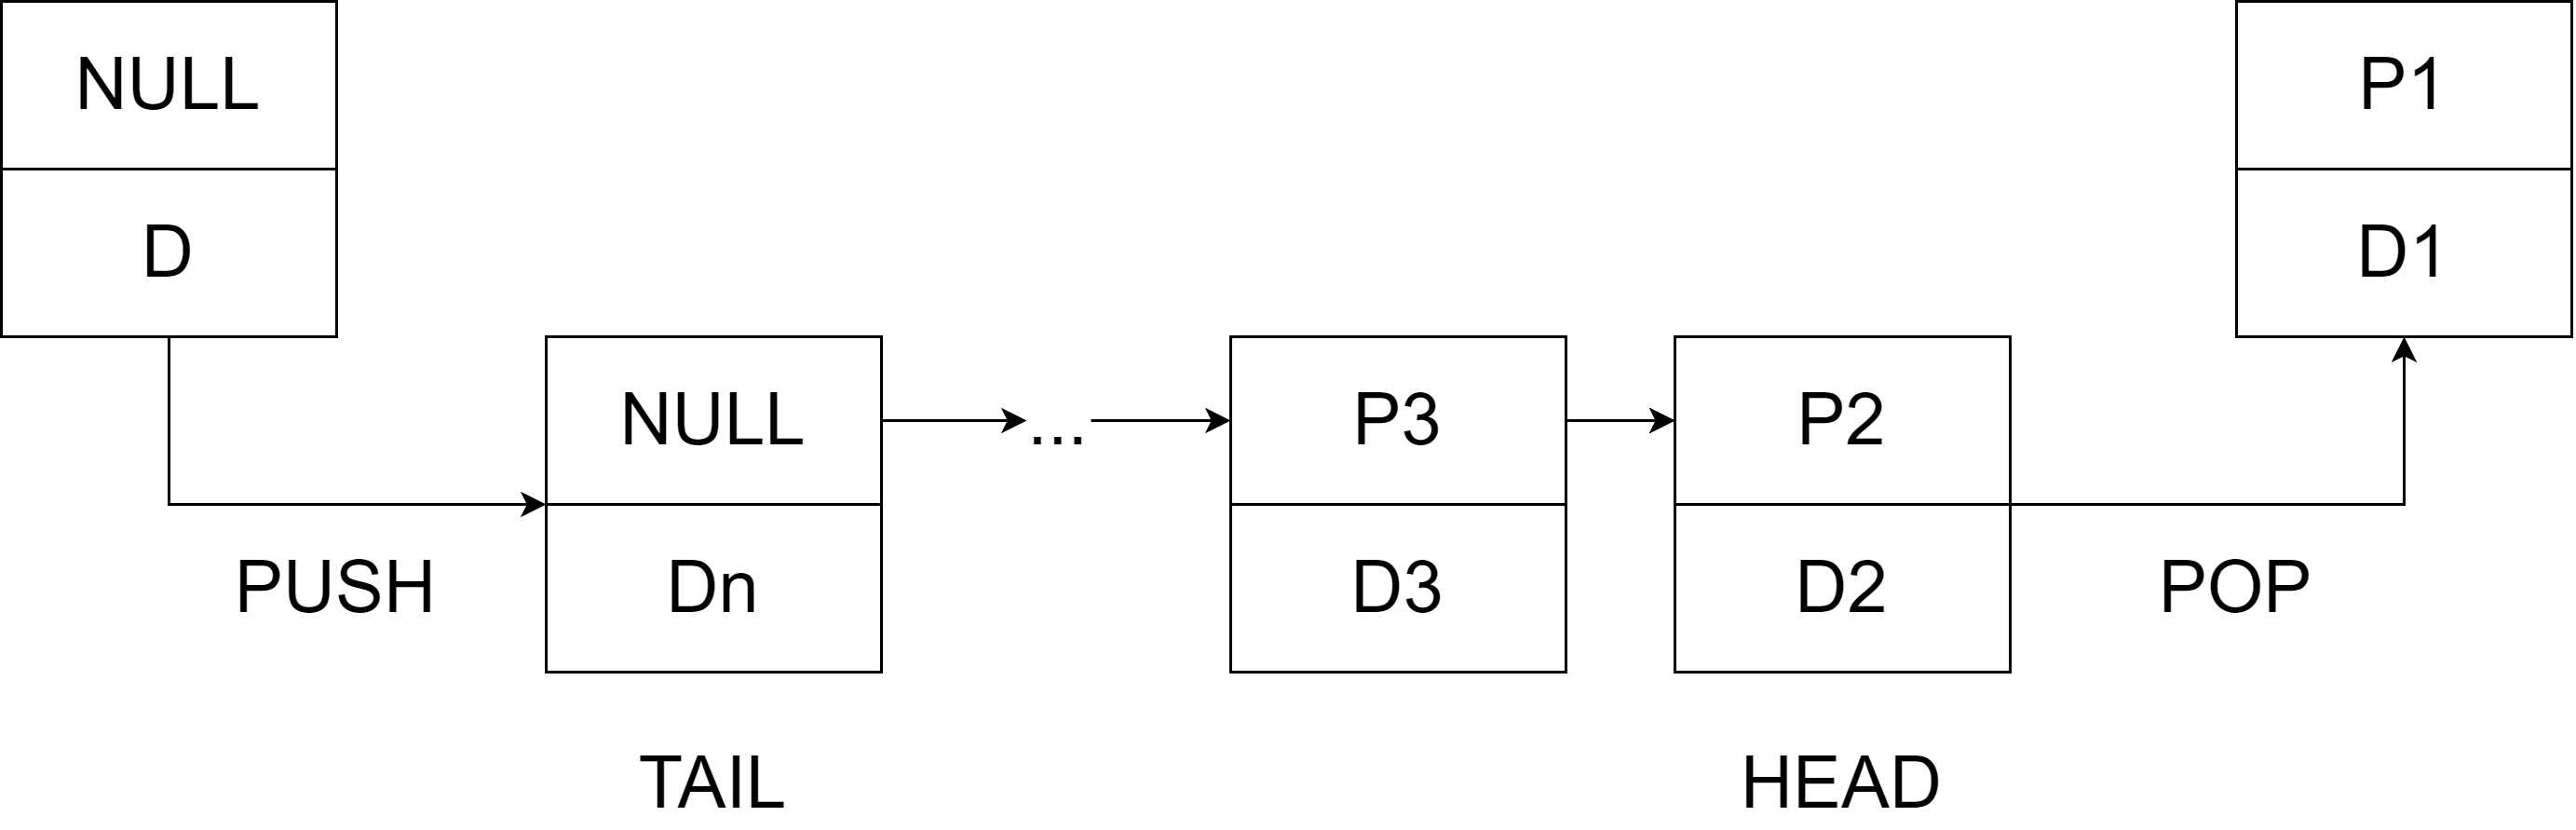 NULL
D
P1
D1
NULL
Dn
...
P3
D3
P2
D2
PUSH
POP
TAIL
HEAD